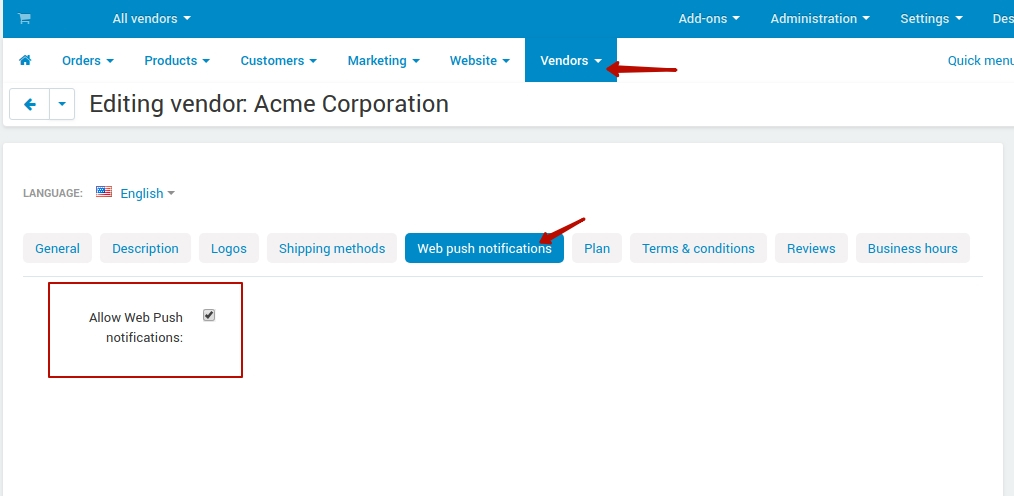 All vendors Add-ons Administration Settings Des
Orders Products Customers Marketing Website Vendors Quick menu
Editing vendor: Acme Corporation
LANGUAGE: English
General Description Logos Shipping methods Web push notifications Plan Terms & conditions Reviews Business hours
Allow Web Push
notifications: